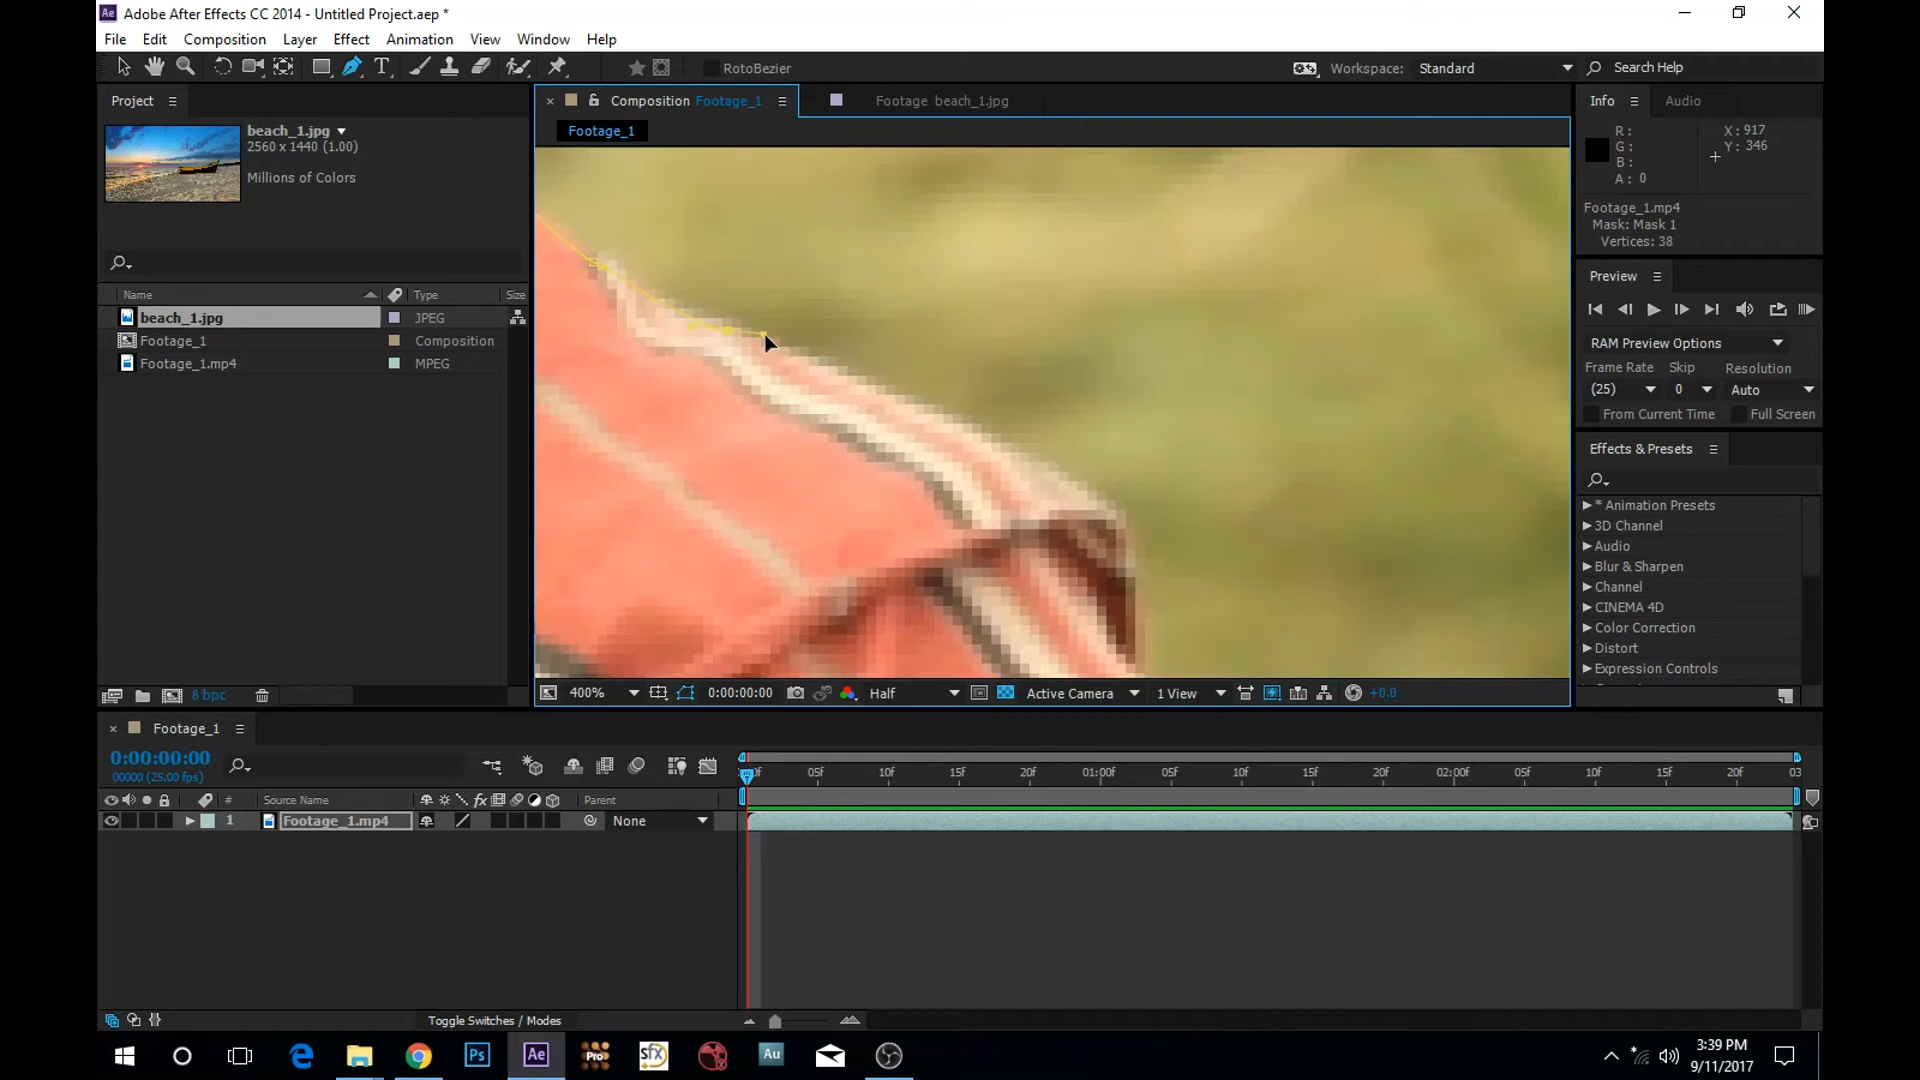 Adobe After Effects CC 2014 - Untitled Project.aep *
File Edit Composition Layer Effect Animation View Window Help
RotoBezier
Workspace: Standard
Search Help
Project
beach_1.jpg
2560 x 1440 (1.00)
Millions of Colors
Name Type Size
beach_1.jpg JPEG
Footage_1 Composition
Footage_1.mp4 MPEG
8 bpc
Composition Footage_1
Footage beach_1.jpg
Footage_1
400%
0:00:00:00
Half
Active Camera
1 View
+0.0
Info Audio
R: X: 917
G: Y: 346
B:
A: 0
Footage_1.mp4
Mask: Mask 1
Vertices: 38
Preview
RAM Preview Options
Frame Rate Skip Resolution
(25) 0 Auto
From Current Time Full Screen
Effects & Presets
* Animation Presets
3D Channel
Audio
Blur & Sharpen
Channel
CINEMA 4D
Color Correction
Distort
Expression Controls
Footage_1
0:00:00:00
00000 (25.00 fps)
05f 10f 15f 20f 01:00f 05f 10f 15f 20f 02:00f 05f 10f 15f 20f 03
# Source Name fx Parent
1 Footage_1.mp4 None
Toggle Switches / Modes
Ps Ae Pro sfx Au
3:39 PM
9/11/2017